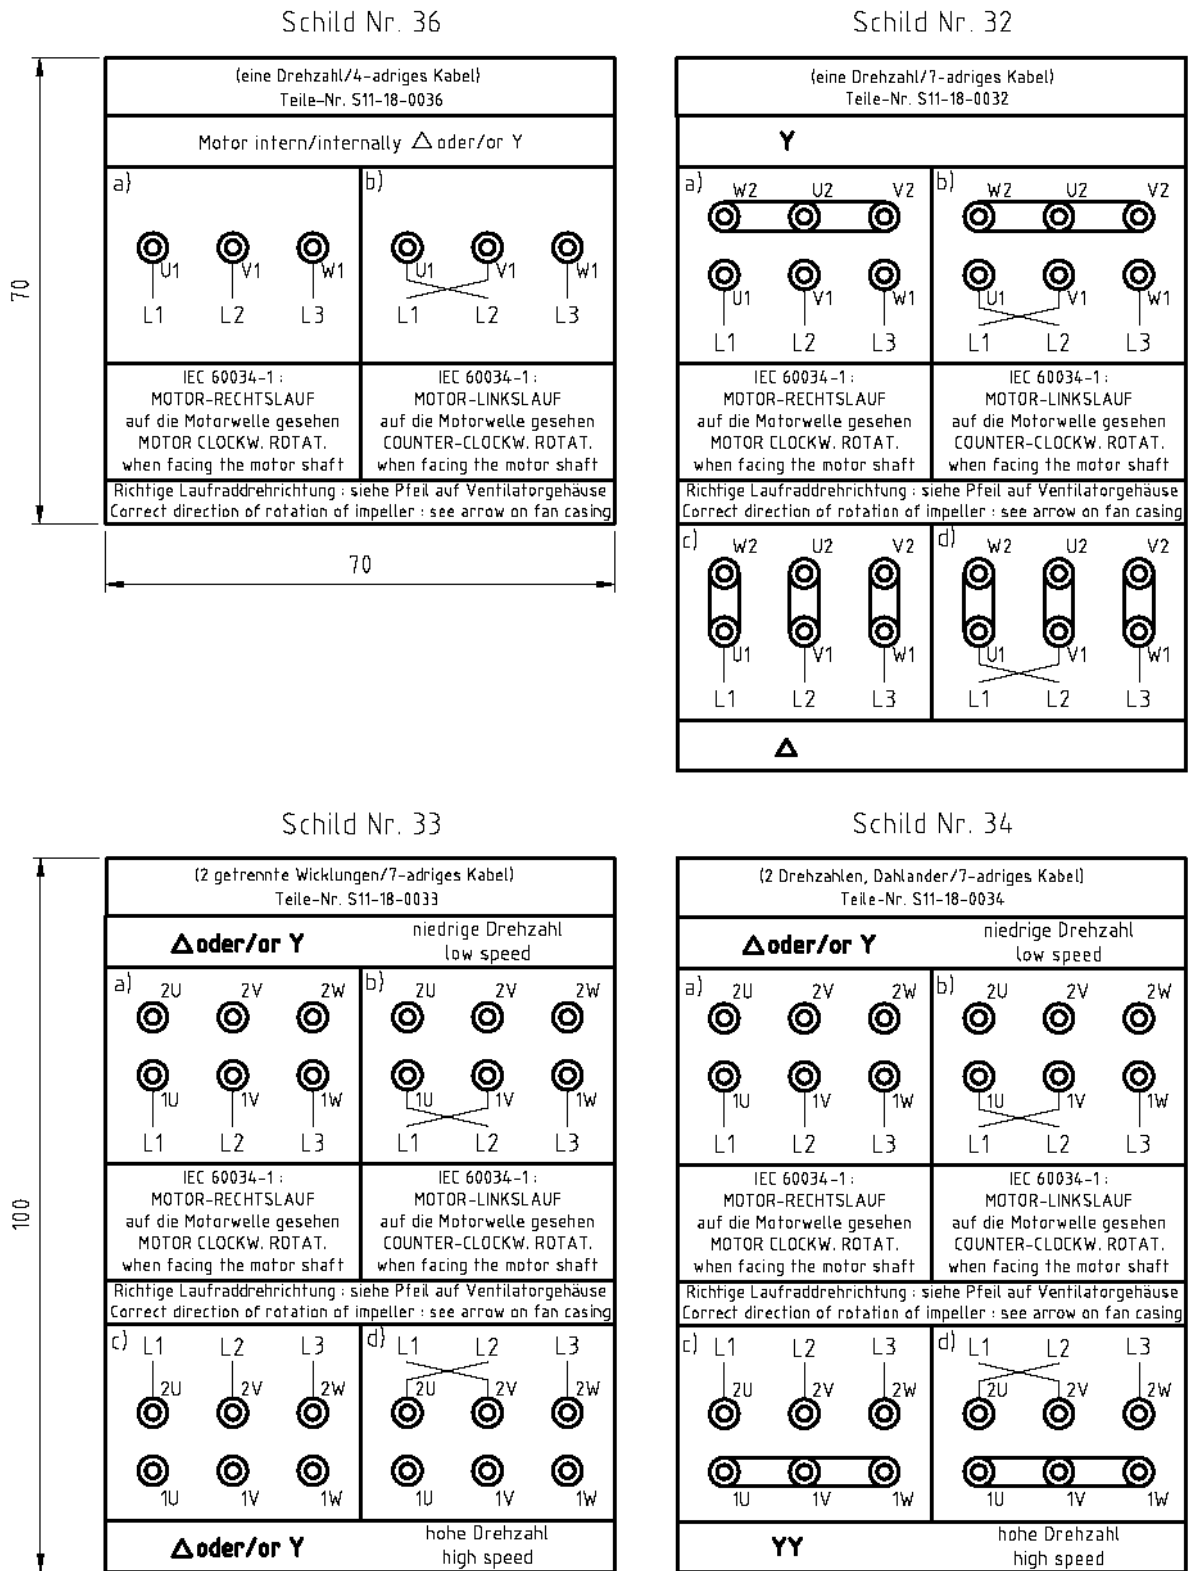 Schild Nr. 36
(eine Drehzahl/4-adriges Kabel)
Teile-Nr. S11-18-0036
Motor intern/internally Δ oder/or Y
a) b)
U1 V1 W1 U1 V1 W1
L1 L2 L3 L1 L2 L3
IEC 60034-1 :
MOTOR-RECHTSLAUF
auf die Motorwelle gesehen
MOTOR CLOCKW. ROTAT.
when facing the motor shaft
IEC 60034-1 :
MOTOR-LINKSLAUF
auf die Motorwelle gesehen
COUNTER-CLOCKW. ROTAT.
when facing the motor shaft
Richtige Laufraddrehrichtung : siehe Pfeil auf Ventilatorgehäuse
Correct direction of rotation of impeller : see arrow on fan casing
70
70
Schild Nr. 32
(eine Drehzahl/7-adriges Kabel)
Teile-Nr. S11-18-0032
Y
a) W2 U2 V2 b) W2 U2 V2
U1 V1 W1 U1 V1 W1
L1 L2 L3 L1 L2 L3
IEC 60034-1 :
MOTOR-RECHTSLAUF
auf die Motorwelle gesehen
MOTOR CLOCKW. ROTAT.
when facing the motor shaft
IEC 60034-1 :
MOTOR-LINKSLAUF
auf die Motorwelle gesehen
COUNTER-CLOCKW. ROTAT.
when facing the motor shaft
Richtige Laufraddrehrichtung : siehe Pfeil auf Ventilatorgehäuse
Correct direction of rotation of impeller : see arrow on fan casing
c) W2 U2 V2 d) W2 U2 V2
U1 V1 W1 U1 V1 W1
L1 L2 L3 L1 L2 L3
Δ
Schild Nr. 33
(2 getrennte Wicklungen/7-adriges Kabel)
Teile-Nr. S11-18-0033
Δ oder/or Y
niedrige Drehzahl
low speed
a) 2U 2V 2W b) 2U 2V 2W
1U 1V 1W 1U 1V 1W
L1 L2 L3 L1 L2 L3
IEC 60034-1 :
MOTOR-RECHTSLAUF
auf die Motorwelle gesehen
MOTOR CLOCKW. ROTAT.
when facing the motor shaft
IEC 60034-1 :
MOTOR-LINKSLAUF
auf die Motorwelle gesehen
COUNTER-CLOCKW. ROTAT.
when facing the motor shaft
Richtige Laufraddrehrichtung : siehe Pfeil auf Ventilatorgehäuse
Correct direction of rotation of impeller : see arrow on fan casing
c) L1 L2 L3 d) L1 L2 L3
2U 2V 2W 2U 2V 2W
1U 1V 1W 1U 1V 1W
Δ oder/or Y
hohe Drehzahl
high speed
100
Schild Nr. 34
(2 Drehzahlen, Dahlander/7-adriges Kabel)
Teile-Nr. S11-18-0034
Δ oder/or Y
niedrige Drehzahl
low speed
a) 2U 2V 2W b) 2U 2V 2W
1U 1V 1W 1U 1V 1W
L1 L2 L3 L1 L2 L3
IEC 60034-1 :
MOTOR-RECHTSLAUF
auf die Motorwelle gesehen
MOTOR CLOCKW. ROTAT.
when facing the motor shaft
IEC 60034-1 :
MOTOR-LINKSLAUF
auf die Motorwelle gesehen
COUNTER-CLOCKW. ROTAT.
when facing the motor shaft
Richtige Laufraddrehrichtung : siehe Pfeil auf Ventilatorgehäuse
Correct direction of rotation of impeller : see arrow on fan casing
c) L1 L2 L3 d) L1 L2 L3
2U 2V 2W 2U 2V 2W
1U 1V 1W 1U 1V 1W
YY
hohe Drehzahl
high speed